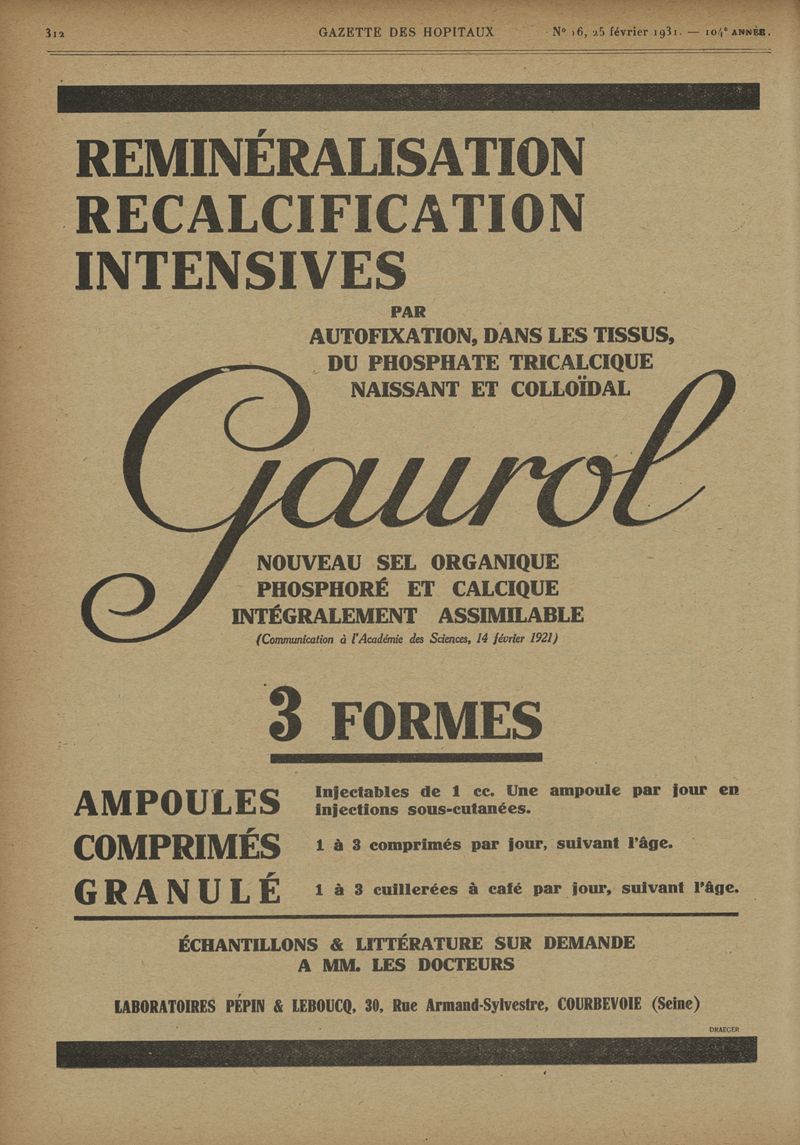 312 GAZETTE DES HOPITAUX Nº 16, 25 février 1931. — 104e ANNÉE.
REMINÉRALISATION
RECALCIFICATION
INTENSIVES
PAR
AUTOFIXATION, DANS LES TISSUS,
DU PHOSPHATE TRICALCIQUE
NAISSANT ET COLLOÏDAL
Gaurol
NOUVEAU SEL ORGANIQUE
PHOSPHORÉ ET CALCIQUE
INTÉGRALEMENT ASSIMILABLE
(Communication à l'Académie des Sciences, 14 février 1921)
3 FORMES
AMPOULES Injectables de 1 cc. Une ampoule par jour en
injections sous-cutanées.
COMPRIMÉS 1 à 3 comprimés par jour, suivant l'âge.
GRANULÉ 1 à 3 cuillerées à café par jour, suivant l'âge.
ÉCHANTILLONS & LITTÉRATURE SUR DEMANDE
A MM. LES DOCTEURS
LABORATOIRES PÉPIN & LEBOUCQ, 30, Rue Armand-Sylvestre, COURBEVOIE (Seine)
DRAEGER